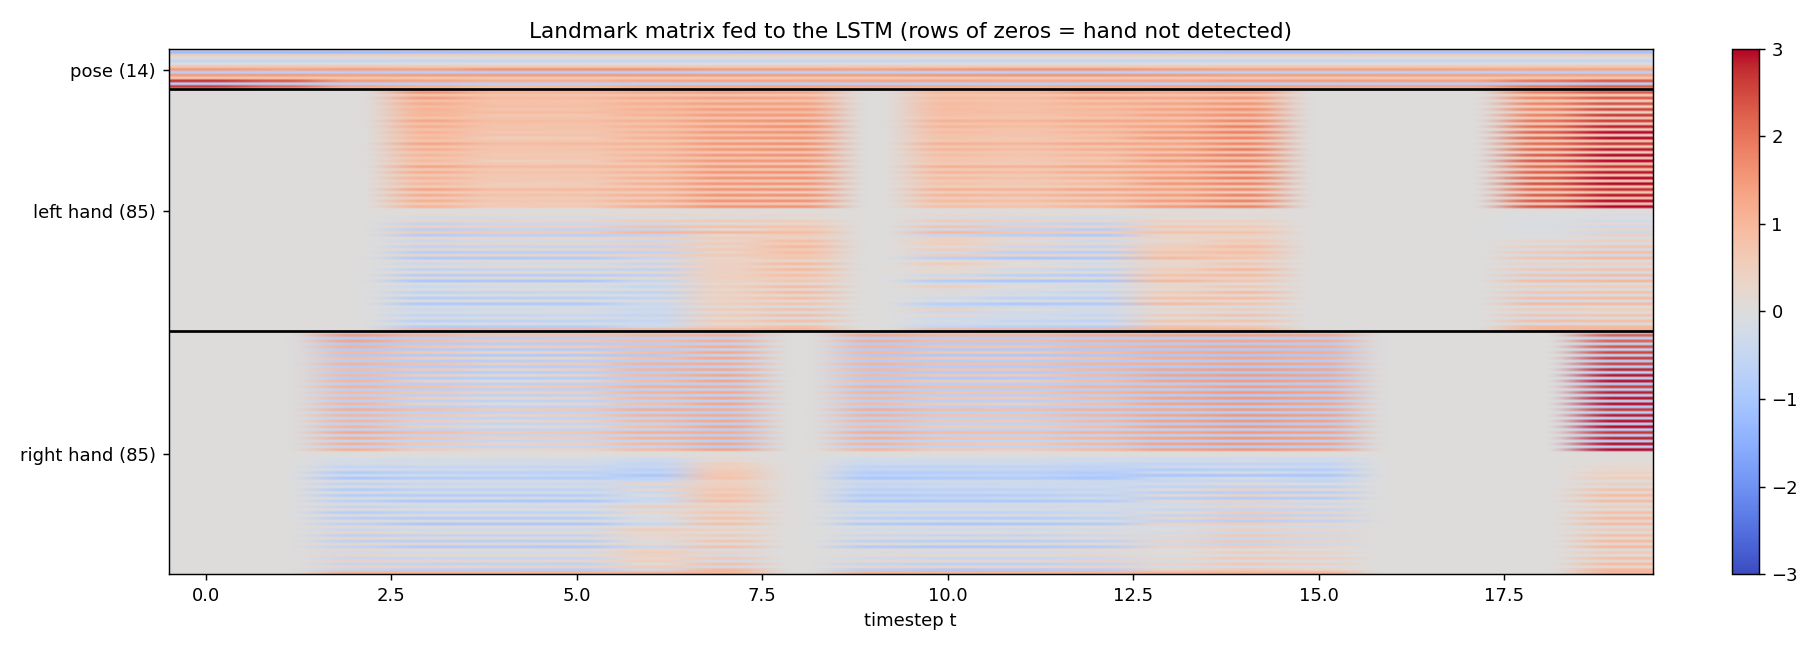 Landmark matrix fed to the LSTM (rows of zeros = hand not detected)
pose (14)
left hand (85)
right hand (85)
0.0 2.5 5.0 7.5 10.0 12.5 15.0 17.5
timestep t
3
2
1
0
−1
−2
−3